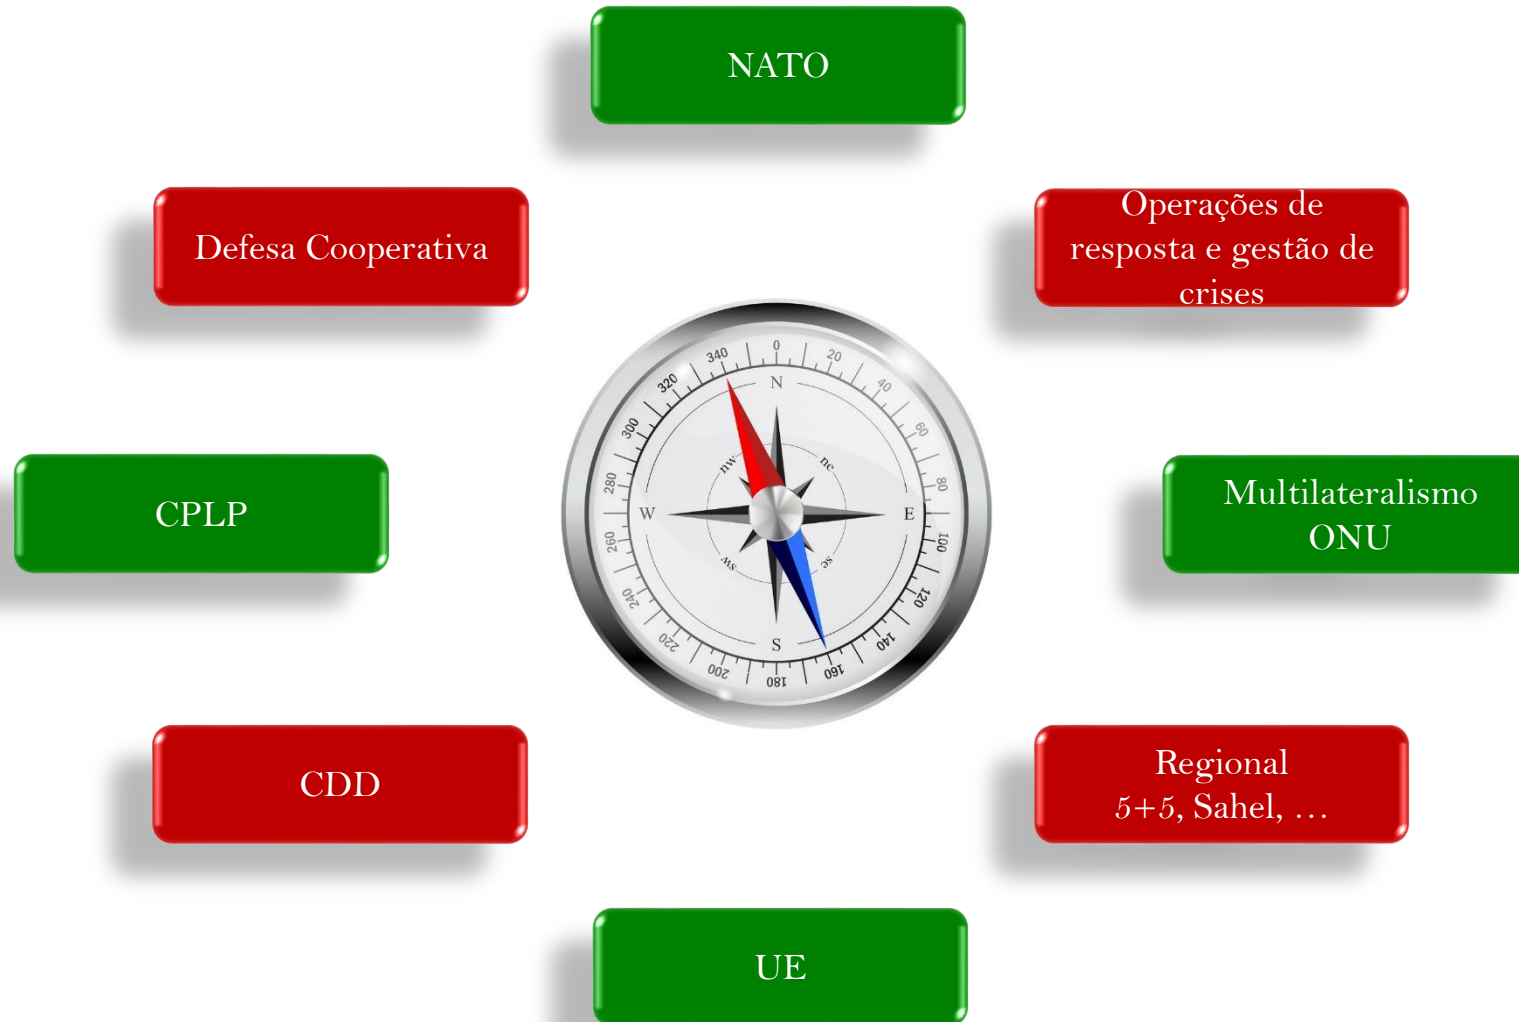 NATO
Defesa Cooperativa
Operações de
resposta e gestão de
crises
0
20
40
60
80
100
120
140
160
180
200
220
240
260
280
300
320
340
N
nw
ne
W
E
sw
se
S
CPLP
Multilateralismo
ONU
CDD
Regional
5+5, Sahel, …
UE